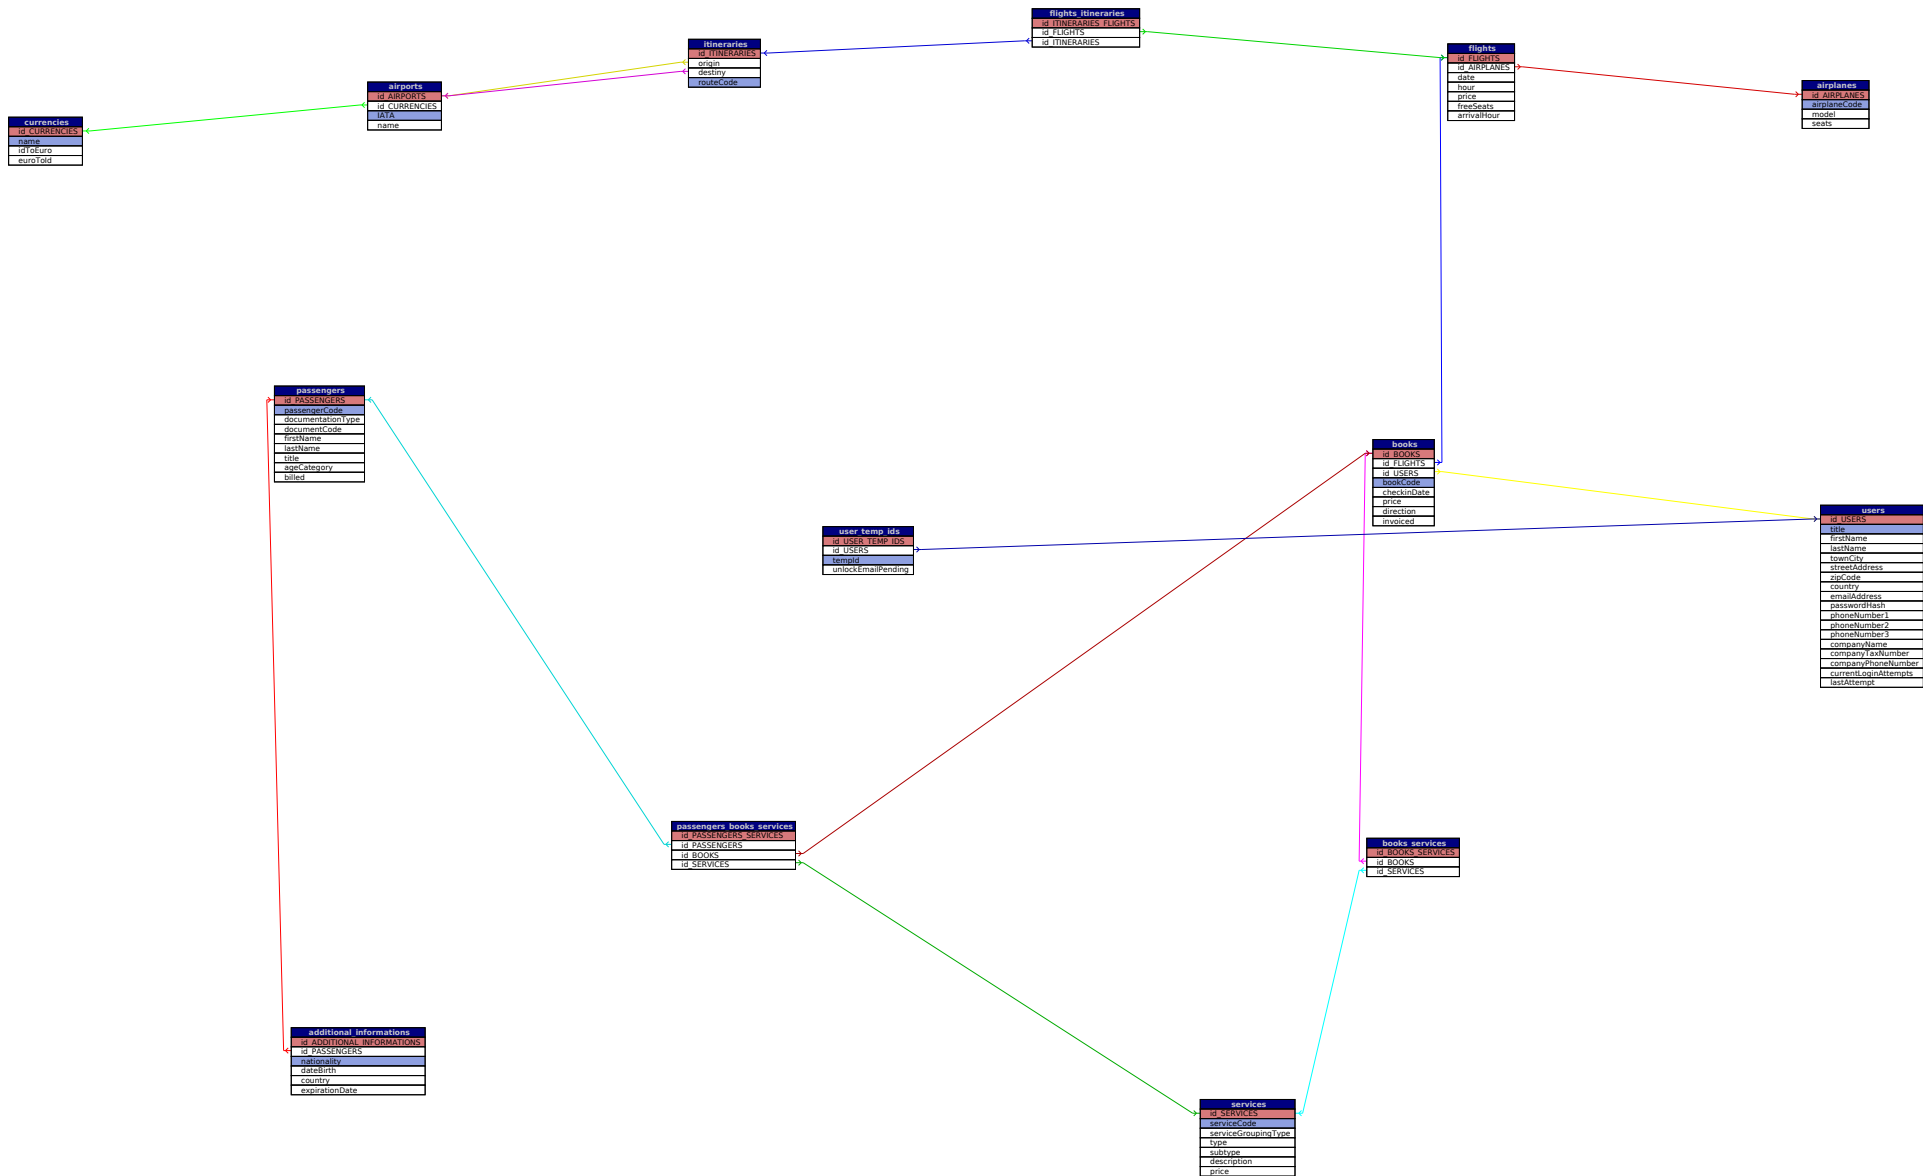 flights_itineraries
id_ITINERARIES_FLIGHTS
id_FLIGHTS
id_ITINERARIES
itineraries
id_ITINERARIES
origin
destiny
routeCode
flights
id_FLIGHTS
id_AIRPLANES
date
hour
price
freeSeats
arrivalHour
airplanes
id_AIRPLANES
airplaneCode
model
seats
airports
id_AIRPORTS
id_CURRENCIES
IATA
name
currencies
id_CURRENCIES
name
idToEuro
euroToId
passengers
id_PASSENGERS
passengerCode
documentationType
documentCode
firstName
lastName
title
ageCategory
billed
books
id_BOOKS
id_FLIGHTS
id_USERS
bookCode
checkinDate
price
direction
invoiced
users
id_USERS
title
firstName
lastName
townCity
streetAddress
zipCode
country
emailAddress
passwordHash
phoneNumber1
phoneNumber2
phoneNumber3
companyName
companyTaxNumber
companyPhoneNumber
currentLoginAttempts
lastAttempt
user_temp_ids
id_USER_TEMP_IDS
id_USERS
tempId
unlockEmailPending
passengers_books_services
id_PASSENGERS_SERVICES
id_PASSENGERS
id_BOOKS
id_SERVICES
books_services
id_BOOKS_SERVICES
id_BOOKS
id_SERVICES
additional_informations
id_ADDITIONAL_INFORMATIONS
id_PASSENGERS
nationality
dateBirth
country
expirationDate
services
id_SERVICES
serviceCode
serviceGroupingType
type
subtype
description
price